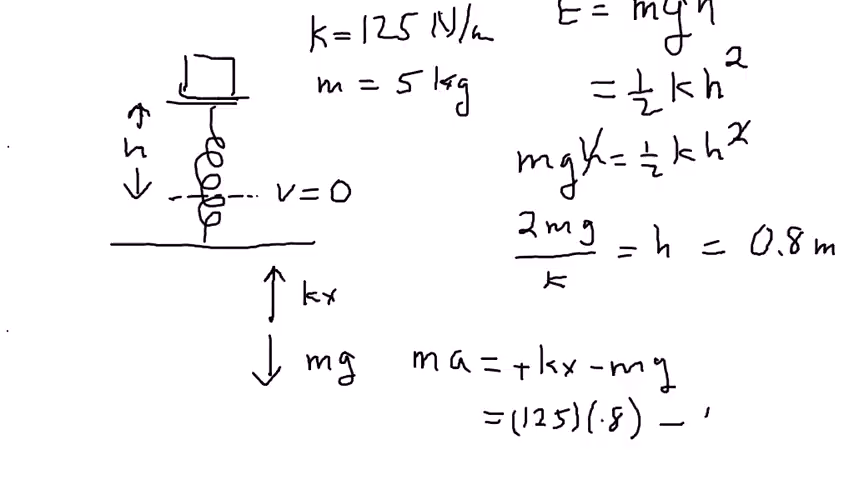 k = 125 N/m
E = mgh
m = 5 kg
= ½ k h²
h
mgh = ½ k h²
v = 0
2mg/k = h = 0.8 m
kx
mg
ma = +kx - mg
= (125)(.8) -